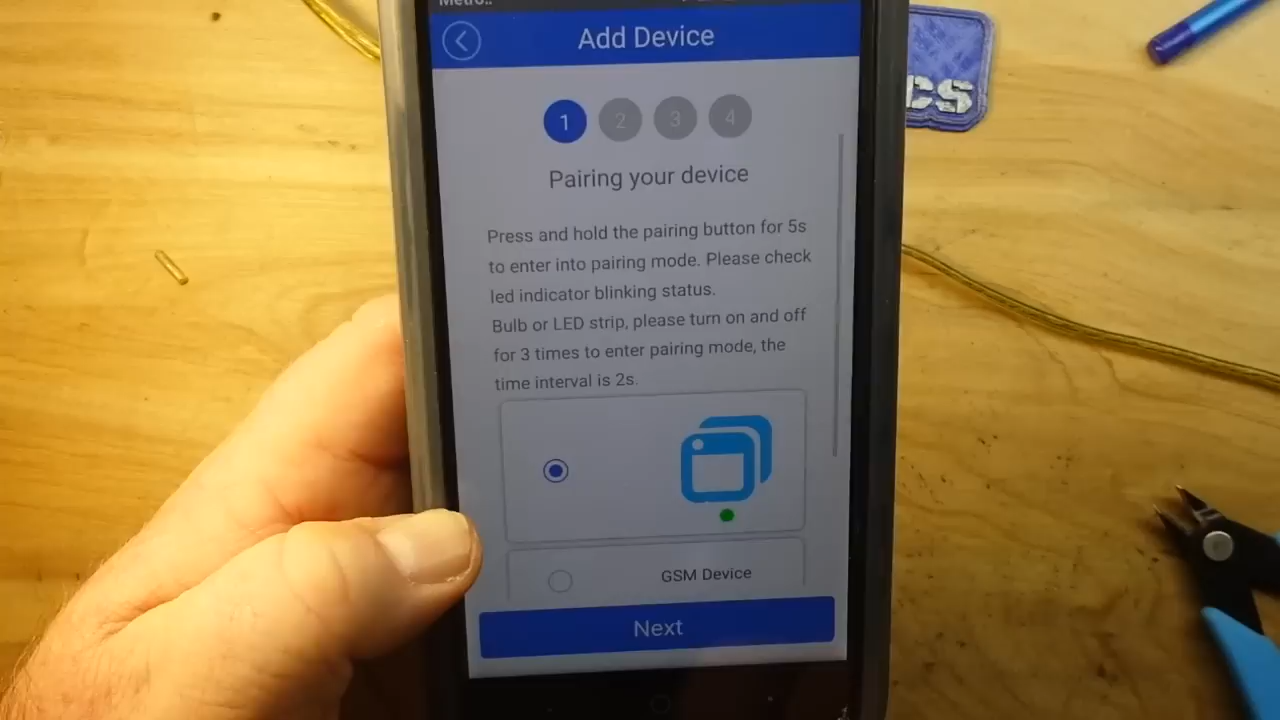 Metro..
Add Device
1 2 3 4
Pairing your device
Press and hold the pairing button for 5s
to enter into pairing mode. Please check
led indicator blinking status.
Bulb or LED strip, please turn on and off
for 3 times to enter pairing mode, the
time interval is 2s.
GSM Device
Next
CS